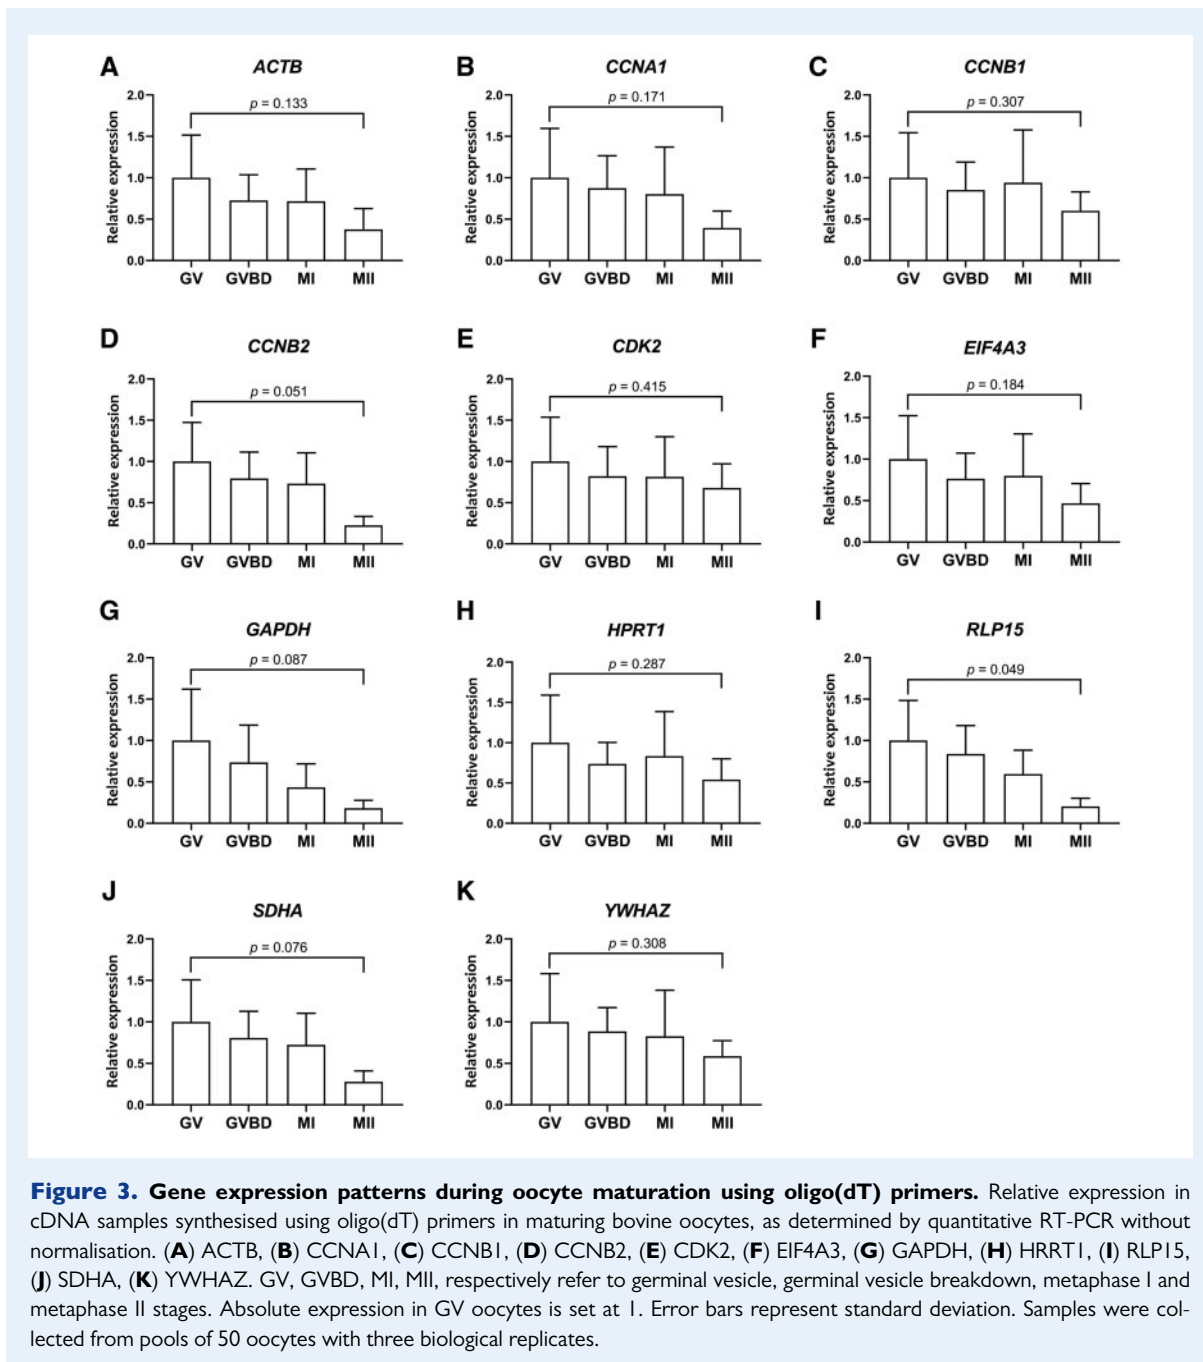 A
ACTB
p = 0.133
Relative expression
2.0
1.5
1.0
0.5
0.0
GV GVBD MI MII
B
CCNA1
p = 0.171
Relative expression
2.0
1.5
1.0
0.5
0.0
GV GVBD MI MII
C
CCNB1
p = 0.307
Relative expression
2.0
1.5
1.0
0.5
0.0
GV GVBD MI MII
D
CCNB2
p = 0.051
Relative expression
2.0
1.5
1.0
0.5
0.0
GV GVBD MI MII
E
CDK2
p = 0.415
Relative expression
2.0
1.5
1.0
0.5
0.0
GV GVBD MI MII
F
EIF4A3
p = 0.184
Relative expression
2.0
1.5
1.0
0.5
0.0
GV GVBD MI MII
G
GAPDH
p = 0.087
Relative expression
2.0
1.5
1.0
0.5
0.0
GV GVBD MI MII
H
HPRT1
p = 0.287
Relative expression
2.0
1.5
1.0
0.5
0.0
GV GVBD MI MII
I
RLP15
p = 0.049
Relative expression
2.0
1.5
1.0
0.5
0.0
GV GVBD MI MII
J
SDHA
p = 0.076
Relative expression
2.0
1.5
1.0
0.5
0.0
GV GVBD MI MII
K
YWHAZ
p = 0.308
Relative expression
2.0
1.5
1.0
0.5
0.0
GV GVBD MI MII
Figure 3. Gene expression patterns during oocyte maturation using oligo(dT) primers. Relative expression in
cDNA samples synthesised using oligo(dT) primers in maturing bovine oocytes, as determined by quantitative RT-PCR without
normalisation. (A) ACTB, (B) CCNA1, (C) CCNB1, (D) CCNB2, (E) CDK2, (F) EIF4A3, (G) GAPDH, (H) HRRT1, (I) RLP15,
(J) SDHA, (K) YWHAZ. GV, GVBD, MI, MII, respectively refer to germinal vesicle, germinal vesicle breakdown, metaphase I and
metaphase II stages. Absolute expression in GV oocytes is set at 1. Error bars represent standard deviation. Samples were col-
lected from pools of 50 oocytes with three biological replicates.